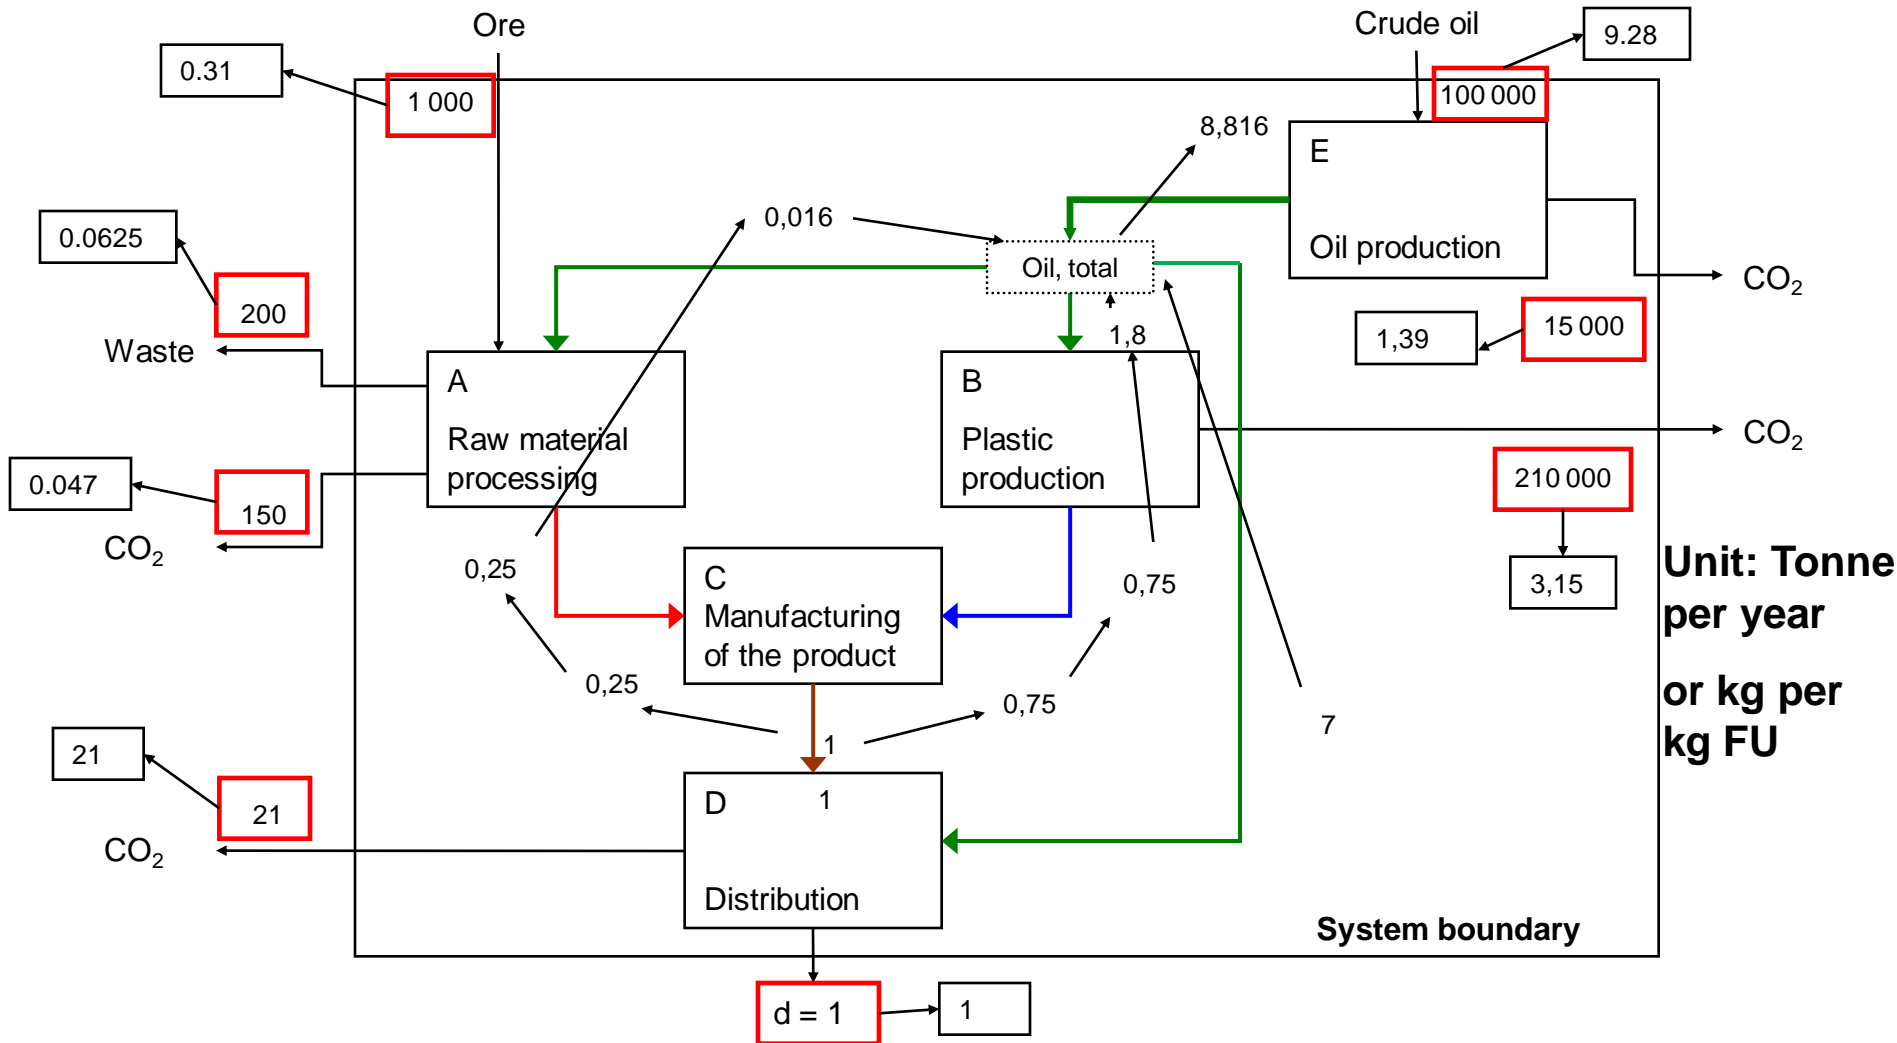 Ore
Crude oil
9.28
0.31
1 000
100 000
8,816
E
0,016
0.0625
Oil production
Oil, total
CO₂
200
15 000
1,39
1,8
Waste
A
B
Raw material
processing
Plastic
production
CO₂
0.047
150
210 000
CO₂
0,25
C
Manufacturing
of the product
0,75
3,15
Unit: Tonne
per year
or kg per
kg FU
0,25
0,75
7
1
21
21
D
1
CO₂
Distribution
System boundary
d = 1
1